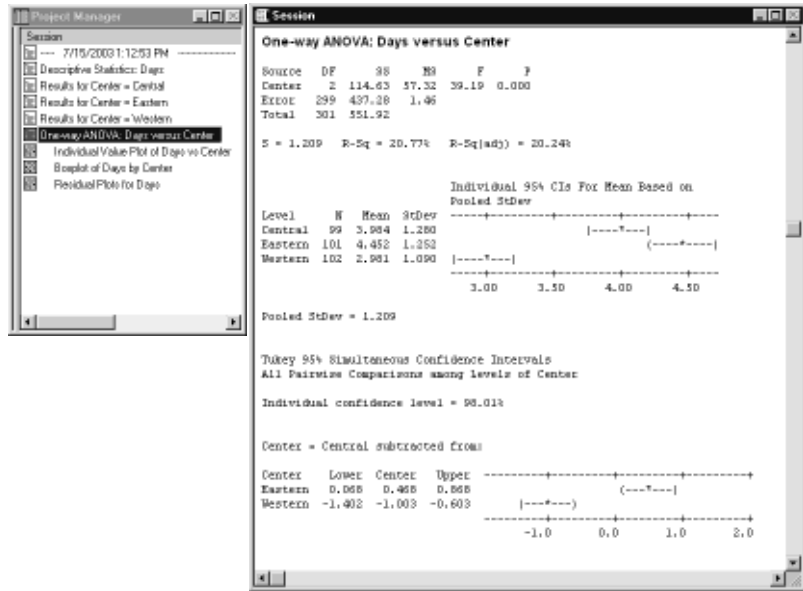 Project Manager
Session
--- 7/15/2003 1:12:53 PM ---------------
Descriptive Statistics: Days
Results for Center = Central
Results for Center = Eastern
Results for Center = Western
One-way ANOVA: Days versus Center
Individual Value Plot of Days vs Center
Boxplot of Days by Center
Residual Plots for Days
Session
One-way ANOVA: Days versus Center
Source DF SS MS F P
Center 2 114.63 57.32 39.19 0.000
Error 299 437.28 1.46
Total 301 551.92
S = 1.209 R-Sq = 20.77% R-Sq(adj) = 20.24%
Individual 95% CIs For Mean Based on
Pooled StDev
Level N Mean StDev -----+---------+---------+---------+----
Central 99 3.984 1.280 (----*---)
Eastern 101 4.452 1.252 (----*----)
Western 102 2.981 1.090 (----*---)
-----+---------+---------+---------+----
3.00 3.50 4.00 4.50
Pooled StDev = 1.209
Tukey 95% Simultaneous Confidence Intervals
All Pairwise Comparisons among Levels of Center
Individual confidence level = 98.01%
Center = Central subtracted from:
Center Lower Center Upper ---------+---------+---------+---------+
Eastern 0.068 0.468 0.868 (---*---)
Western -1.402 -1.003 -0.603 (---*---)
---------+---------+---------+---------+
-1.0 0.0 1.0 2.0